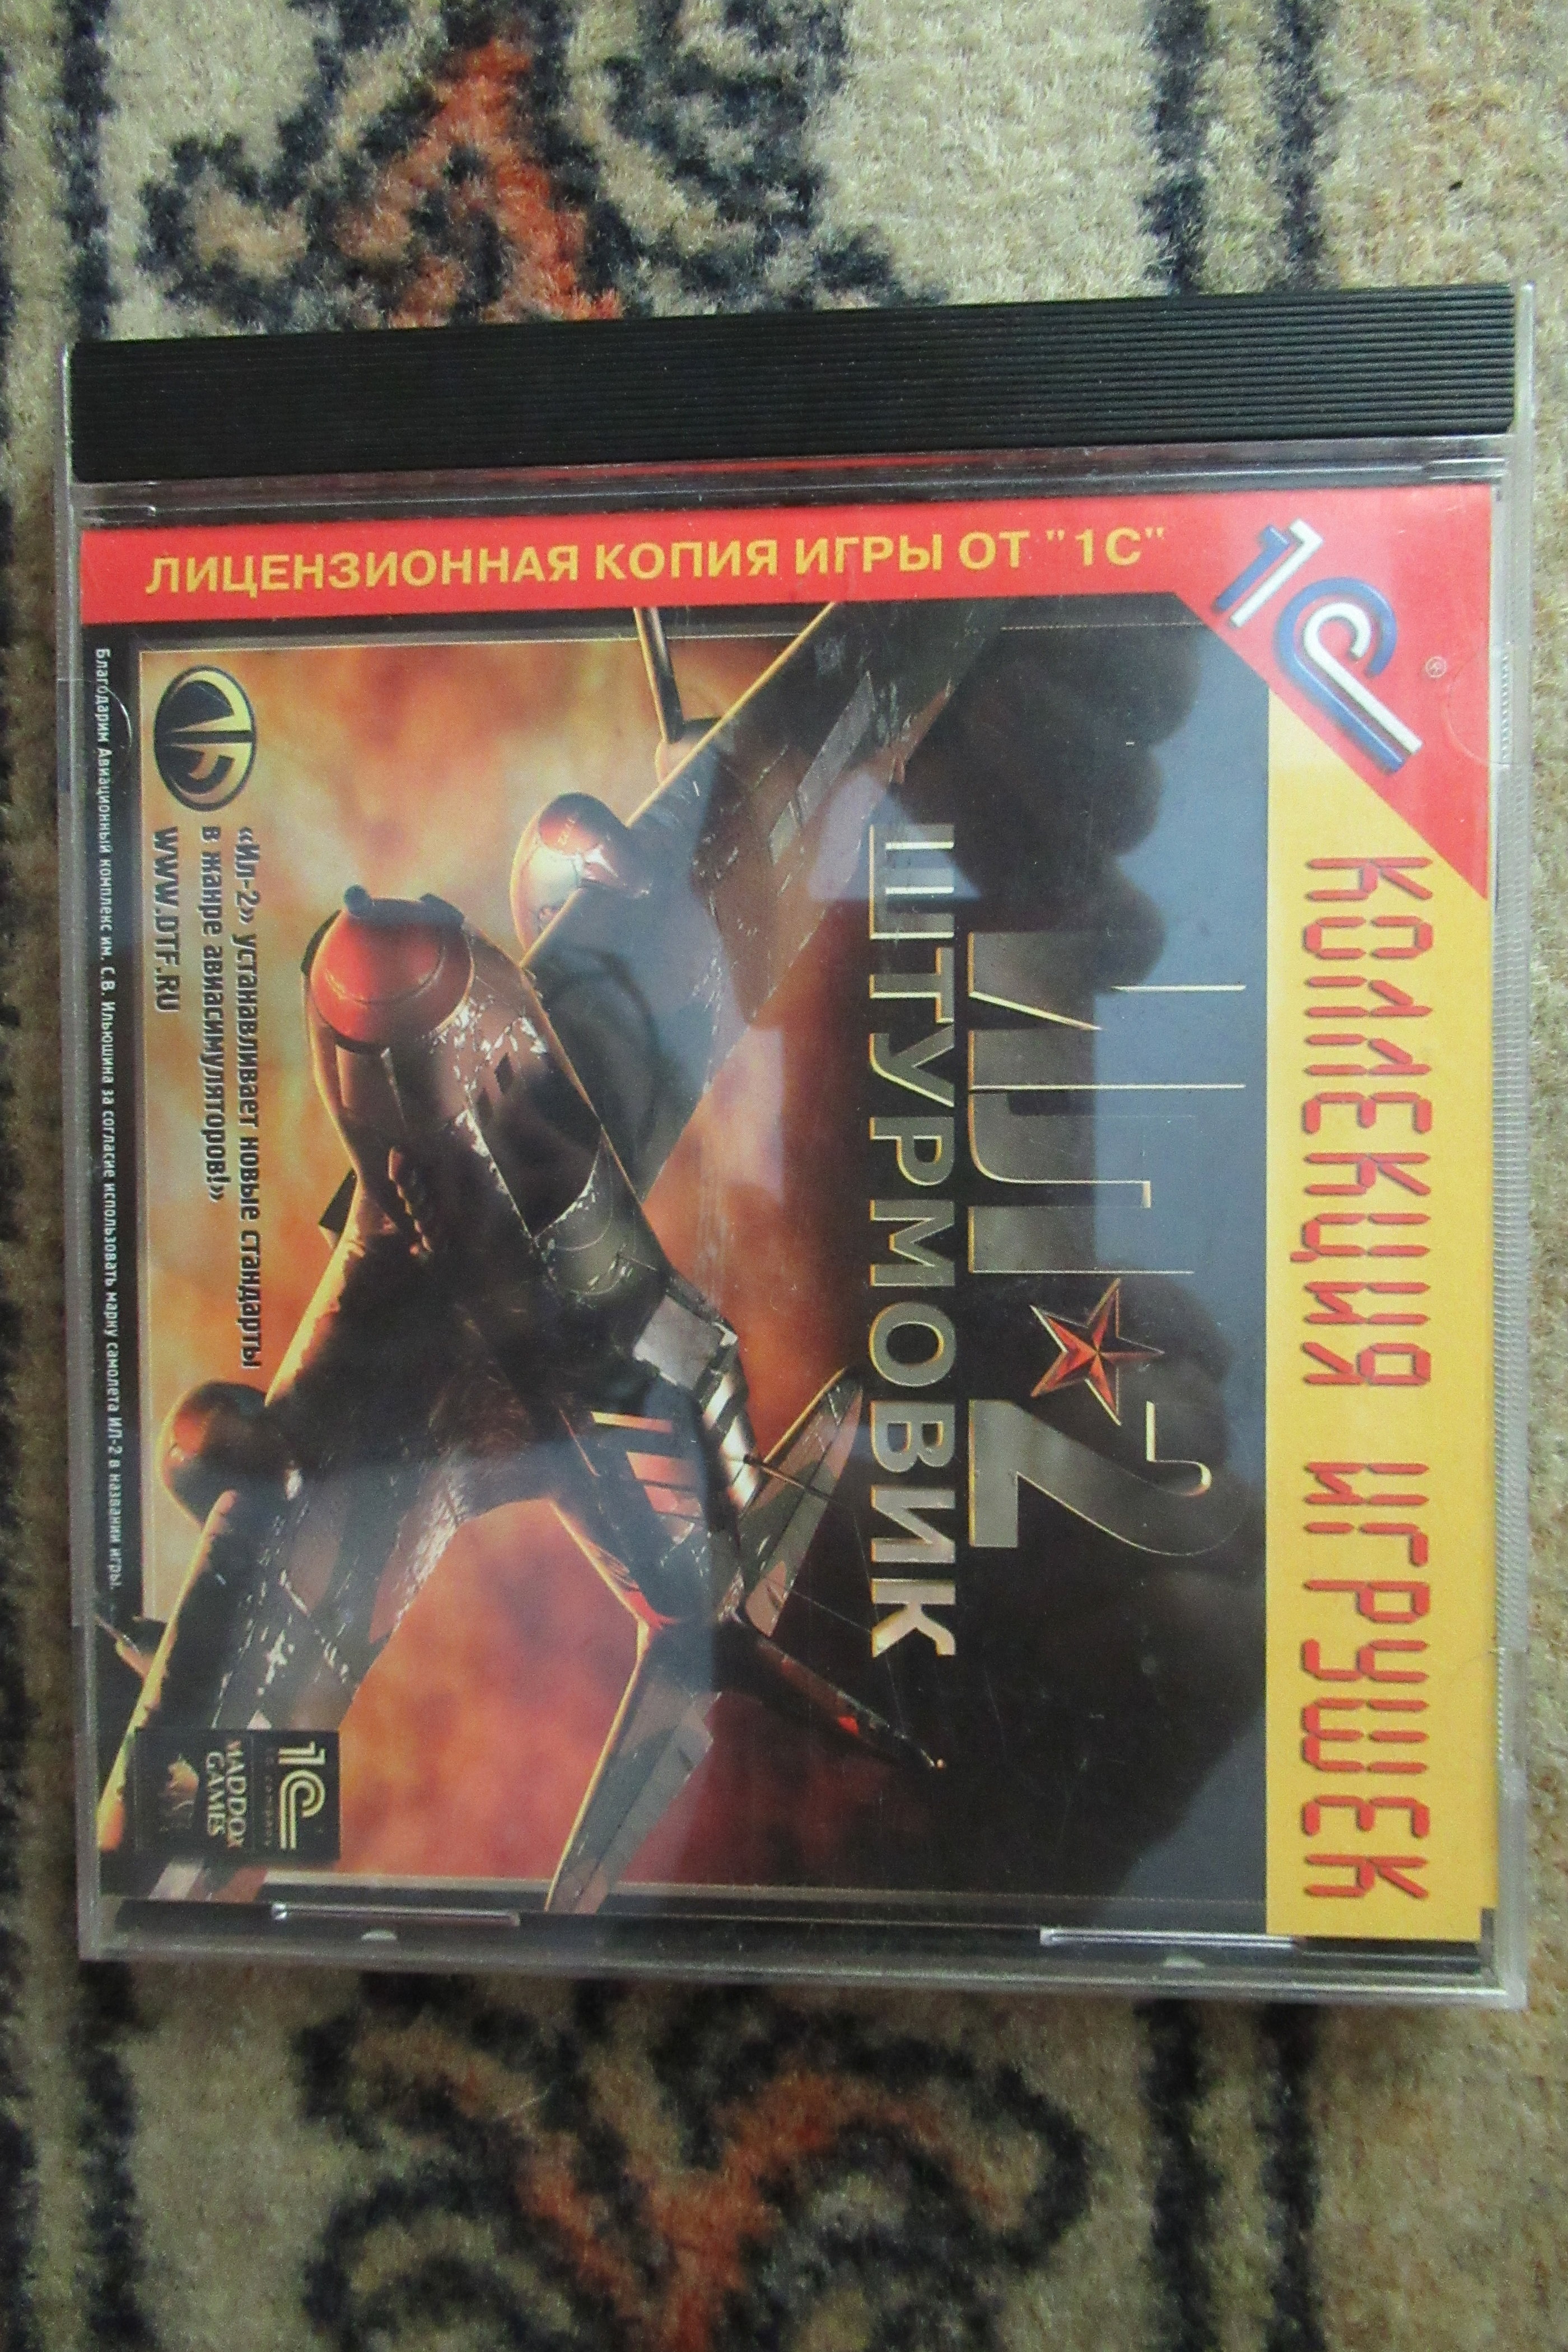 КОЛЛЕКЦИЯ ИГРУШЕК
1С®
ЛИЦЕНЗИОННАЯ КОПИЯ ИГРЫ ОТ "1С"
ИЛ 2
ШТУРМОВИК
«Ил-2» устанавливает новые стандарты
в жанре авиасимуляторов!»
WWW.DTF.RU
1С
MADDOX
GAMES
Благодарим Авиационный комплекс им. С.В. Ильюшина за согласие использовать марку самолета ИЛ-2 в названии игры.